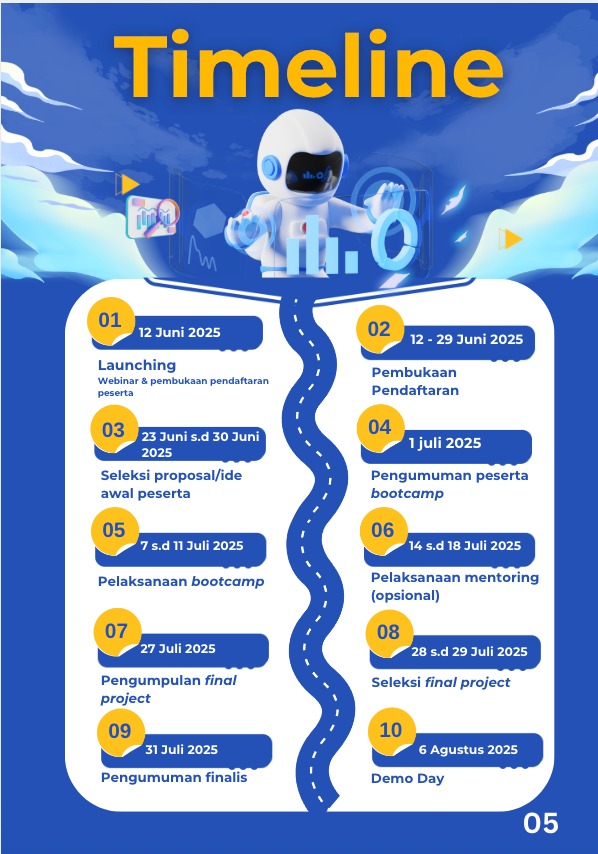 Timeline
01
12 Juni 2025
Launching
Webinar & pembukaan pendaftaran
peserta
02
12 - 29 Juni 2025
Pembukaan
Pendaftaran
03
23 Juni s.d 30 Juni
2025
Seleksi proposal/ide
awal peserta
04
1 juli 2025
Pengumuman peserta
bootcamp
05
7 s.d 11 Juli 2025
Pelaksanaan bootcamp
06
14 s.d 18 Juli 2025
Pelaksanaan mentoring
(opsional)
07
27 Juli 2025
Pengumpulan final
project
08
28 s.d 29 Juli 2025
Seleksi final project
09
31 Juli 2025
Pengumuman finalis
10
6 Agustus 2025
Demo Day
05